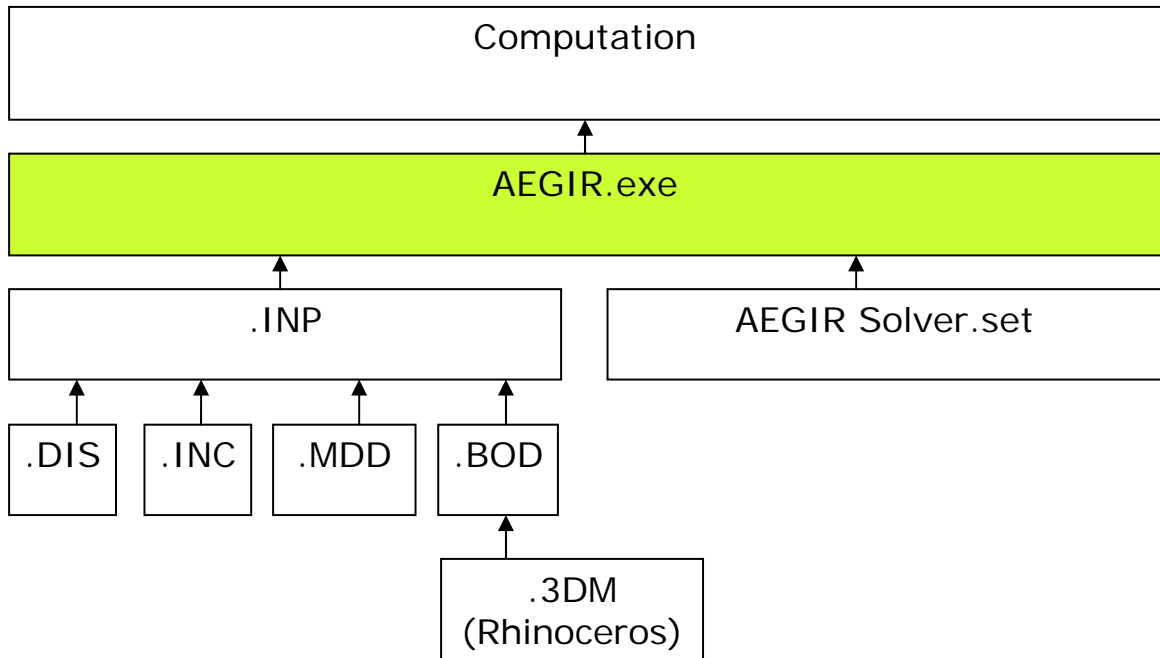 Computation
AEGIR.exe
.INP
AEGIR Solver.set
.DIS
.INC
.MDD
.BOD
.3DM
(Rhinoceros)